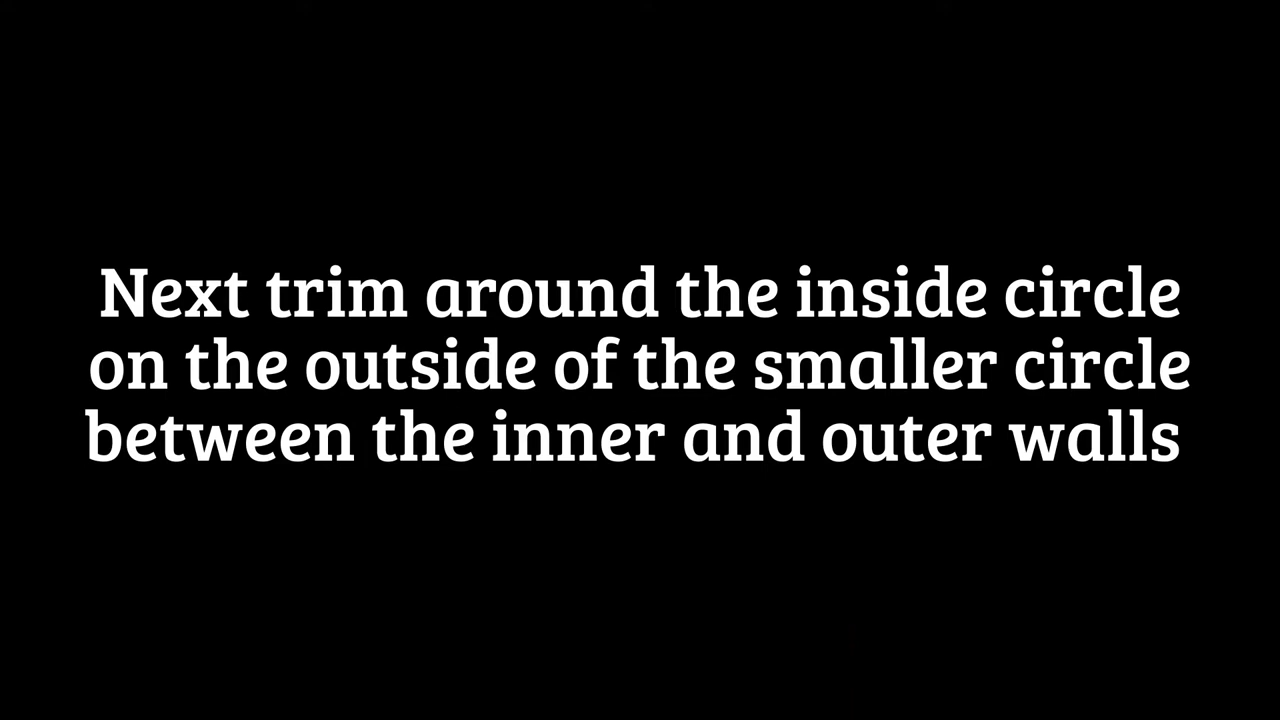 Next trim around the inside circle
on the outside of the smaller circle
between the inner and outer walls